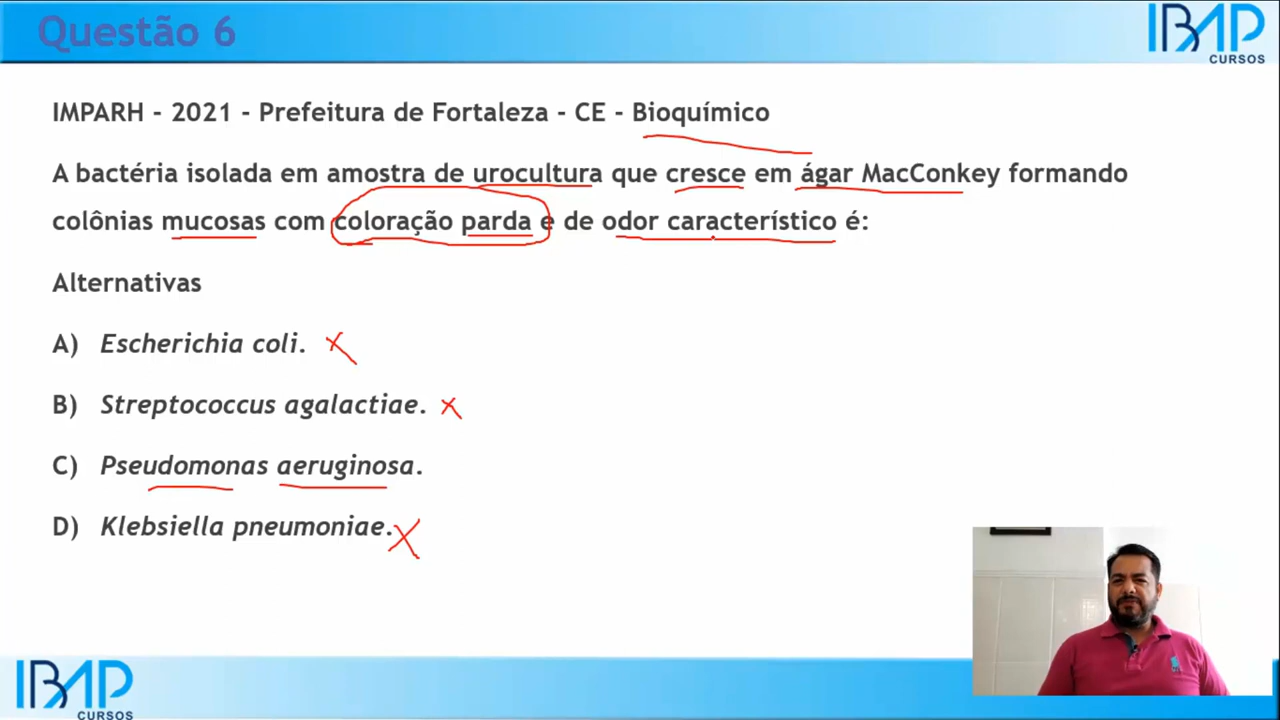 Questão 6
IBAP
CURSOS
IMPARH - 2021 - Prefeitura de Fortaleza - CE - Bioquímico
A bactéria isolada em amostra de urocultura que cresce em ágar MacConkey formando
colônias mucosas com coloração parda e de odor característico é:
Alternativas
A) Escherichia coli.
B) Streptococcus agalactiae.
C) Pseudomonas aeruginosa.
D) Klebsiella pneumoniae.
IBAP
CURSOS